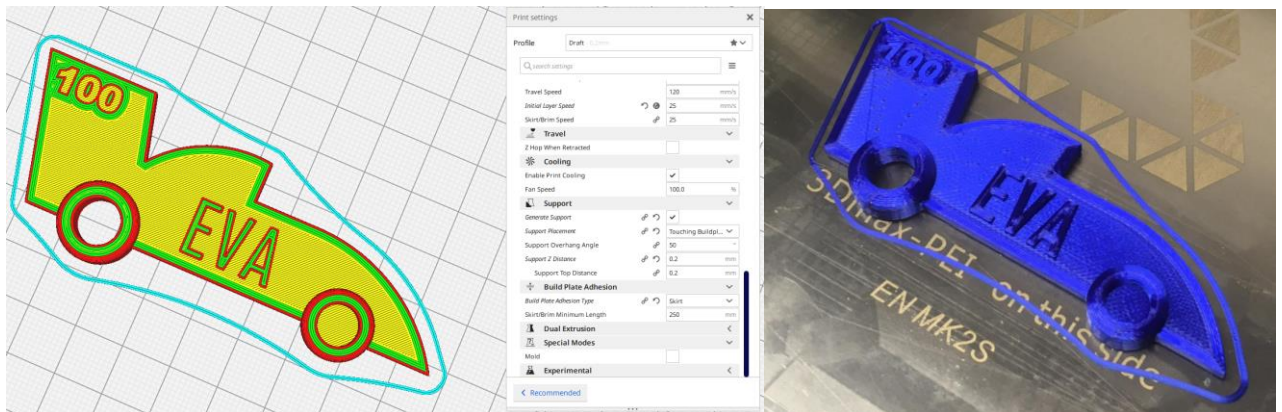 100
EVA
Print settings
Profile
Draft 0.2mm
Search settings
Travel Speed 120 mm/s
Initial Layer Speed 25 mm/s
Skirt/Brim Speed 25 mm/s
Travel
Z Hop When Retracted
Cooling
Enable Print Cooling
Fan Speed 100.0 %
Support
Generate Support
Support Placement Touching Buildpl...
Support Overhang Angle 50 °
Support Z Distance 0.2 mm
Support Top Distance 0.2 mm
Build Plate Adhesion
Build Plate Adhesion Type Skirt
Skirt/Brim Minimum Length 250 mm
Dual Extrusion
Special Modes
Mold
Experimental
Recommended
100
EVA
on this side
EN-MK2S